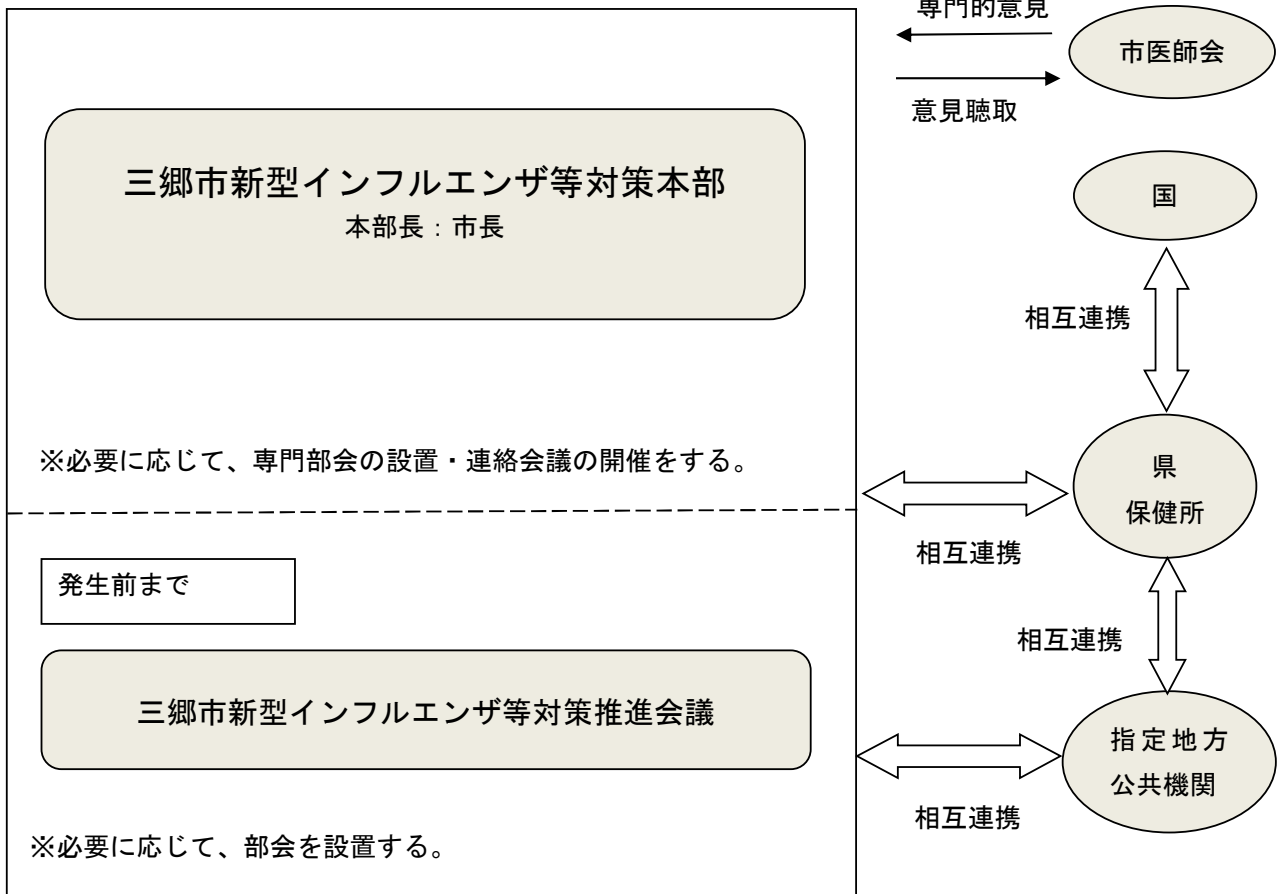 専門的意見
市医師会
意見聴取
三郷市新型インフルエンザ等対策本部
本部長：市長
国
相互連携
※必要に応じて、専門部会の設置・連絡会議の開催をする。
県
保健所
相互連携
発生前まで
相互連携
三郷市新型インフルエンザ等対策推進会議
指定地方
公共機関
相互連携
※必要に応じて、部会を設置する。